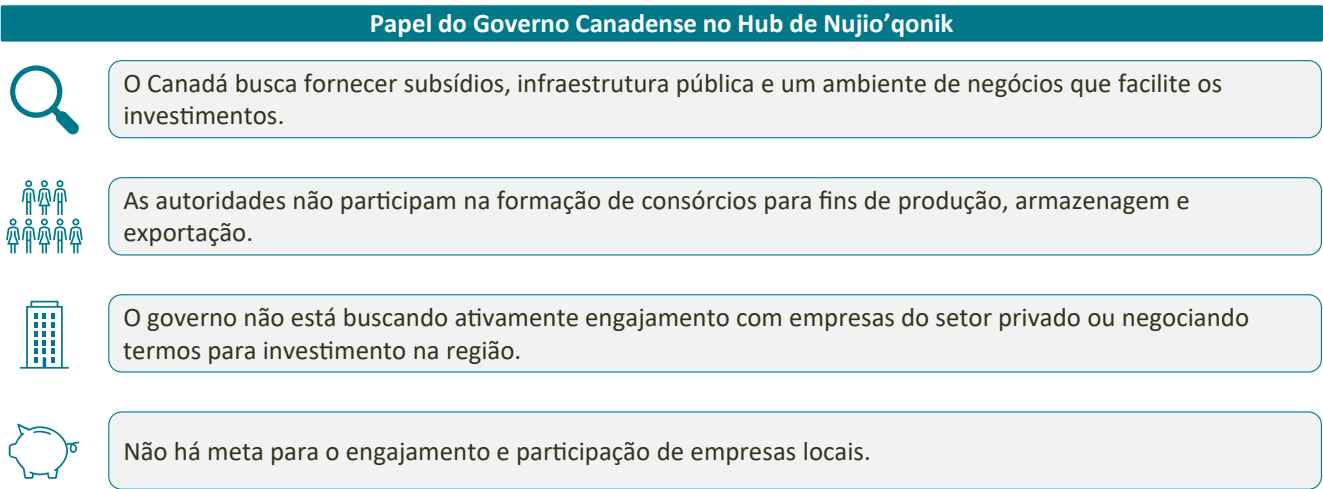 Papel do Governo Canadense no Hub de Nujio’qonik
O Canadá busca fornecer subsídios, infraestrutura pública e um ambiente de negócios que facilite os
investimentos.
As autoridades não participam na formação de consórcios para fins de produção, armazenagem e
exportação.
O governo não está buscando ativamente engajamento com empresas do setor privado ou negociando
termos para investimento na região.
Não há meta para o engajamento e participação de empresas locais.